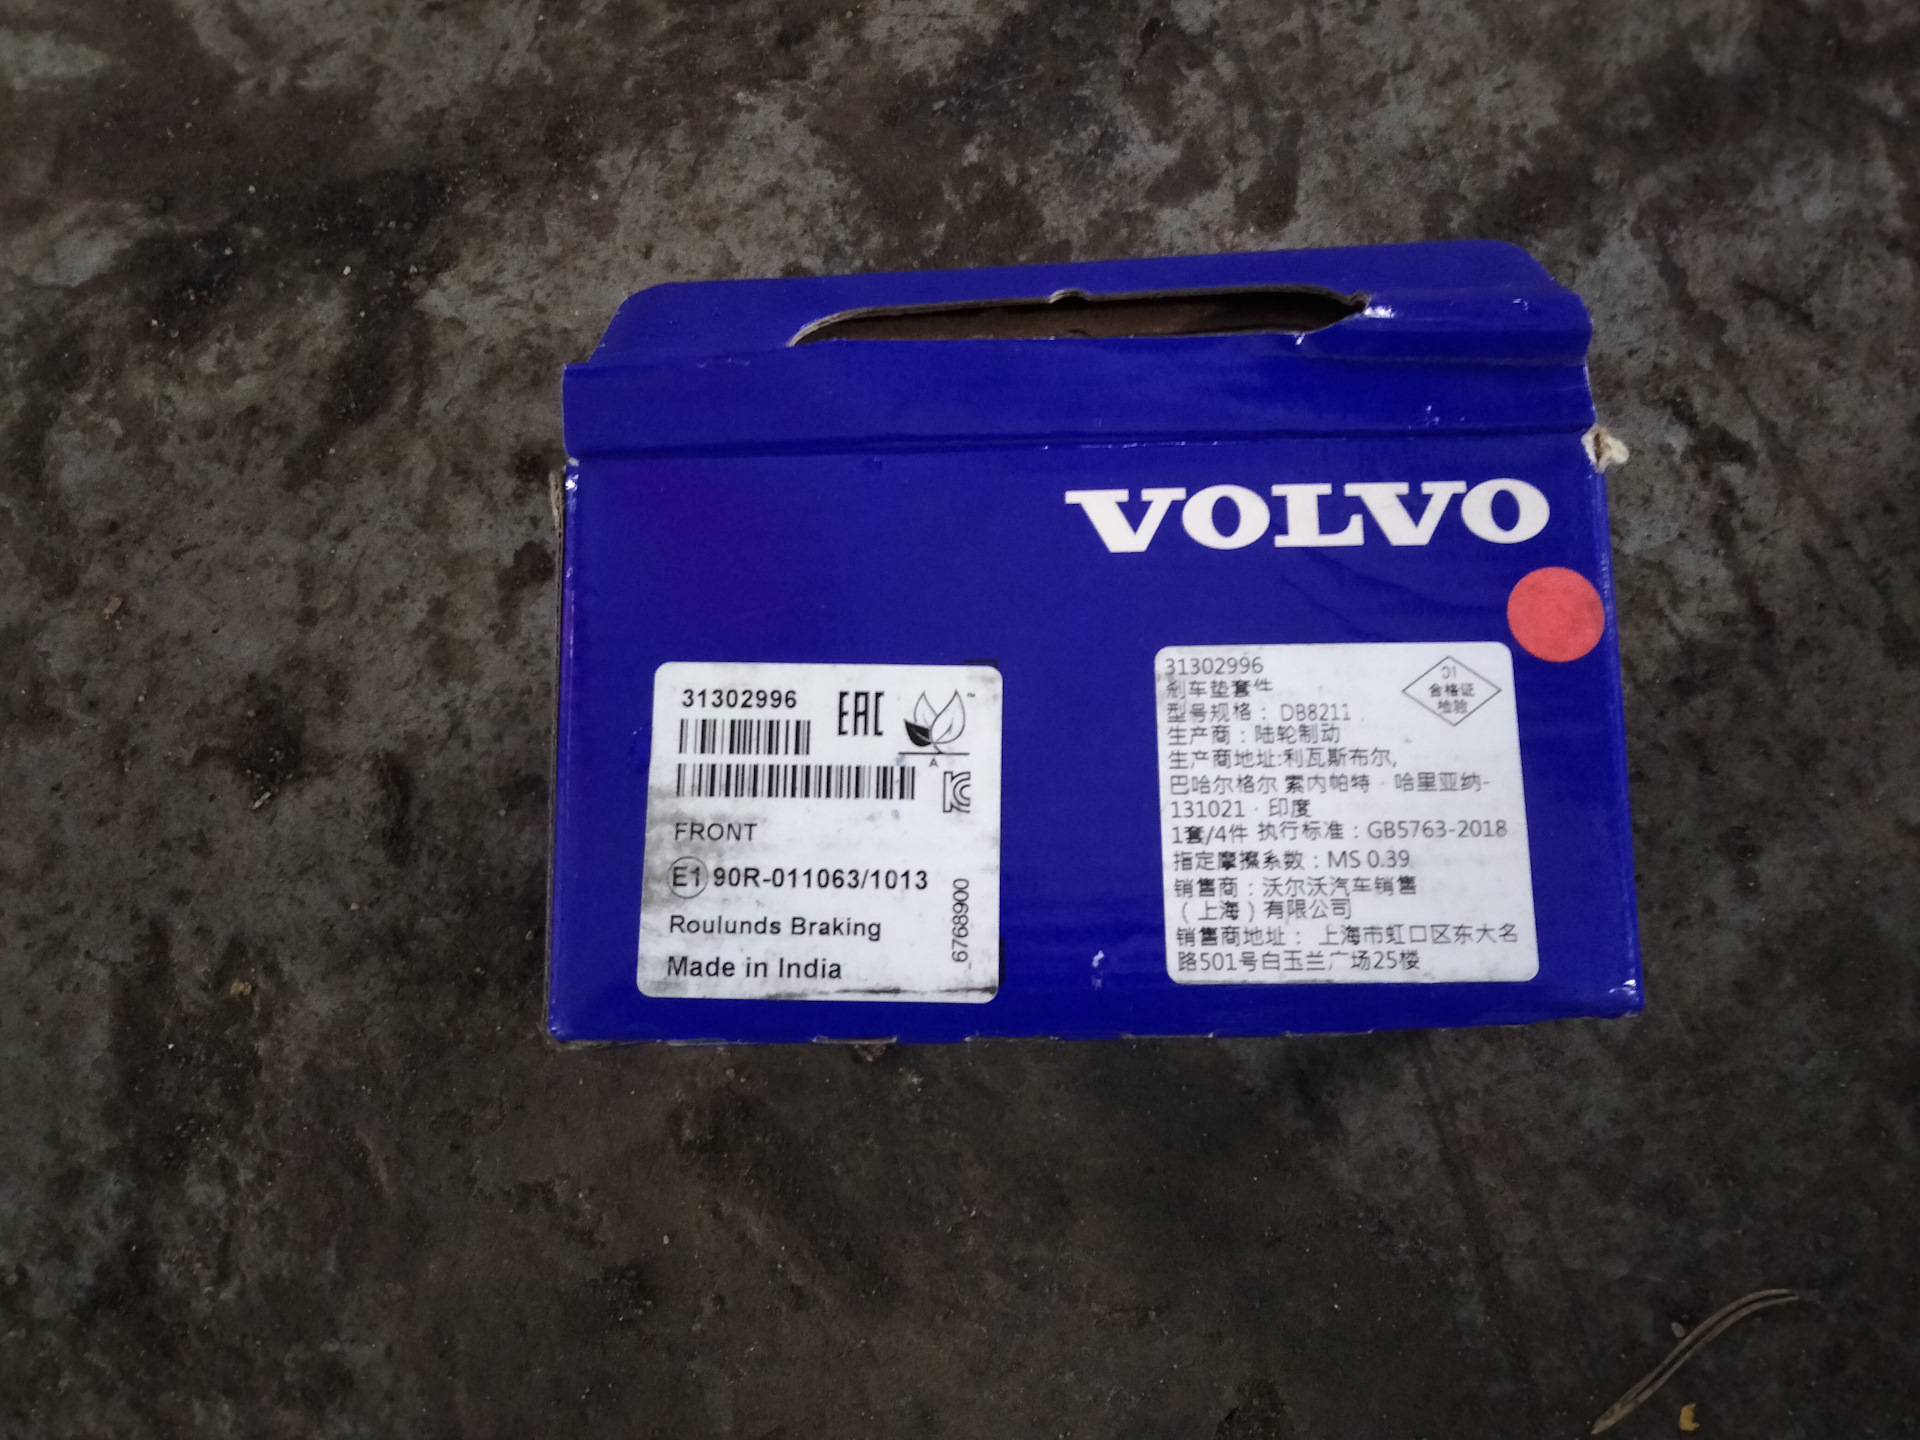 VOLVO
31302996
EAC
TM
A
FRONT
E1 90R-011063/1013
Roulunds Braking
Made in India
6768900
31302996
刹车垫套件
型号规格：DB8211
生产商：陆轮制动
生产商地址:利瓦斯布尔,
巴哈尔格尔 索内帕特·哈里亚纳-
131021·印度
1套/4件 执行标准：GB5763-2018
指定摩擦系数：MS 0.39
销售商：沃尔沃汽车销售
（上海）有限公司
销售商地址： 上海市虹口区东大名
路501号白玉兰广场25楼
合格证
检验